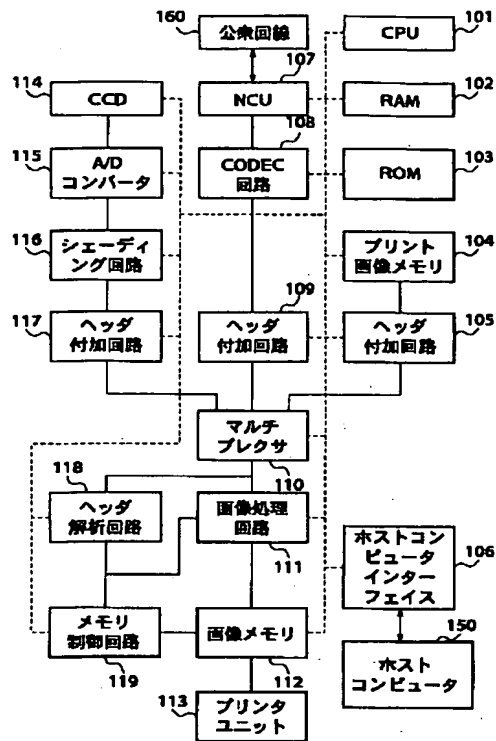 160
公衆回線
CPU
101
114
CCD
107
NCU
RAM
102
115
A/D
コンバータ
108
CODEC
回路
ROM
103
116
シェーディ
ング回路
プリント
画像メモリ
104
117
ヘッダ
付加回路
109
ヘッダ
付加回路
ヘッダ
付加回路
105
マルチ
プレクサ
110
118
ヘッダ
解析回路
画像処理
回路
111
ホストコン
ピュータ
インター
フェイス
106
メモリ
制御回路
119
画像メモリ
112
150
ホスト
コンピュータ
113
プリンタ
ユニット